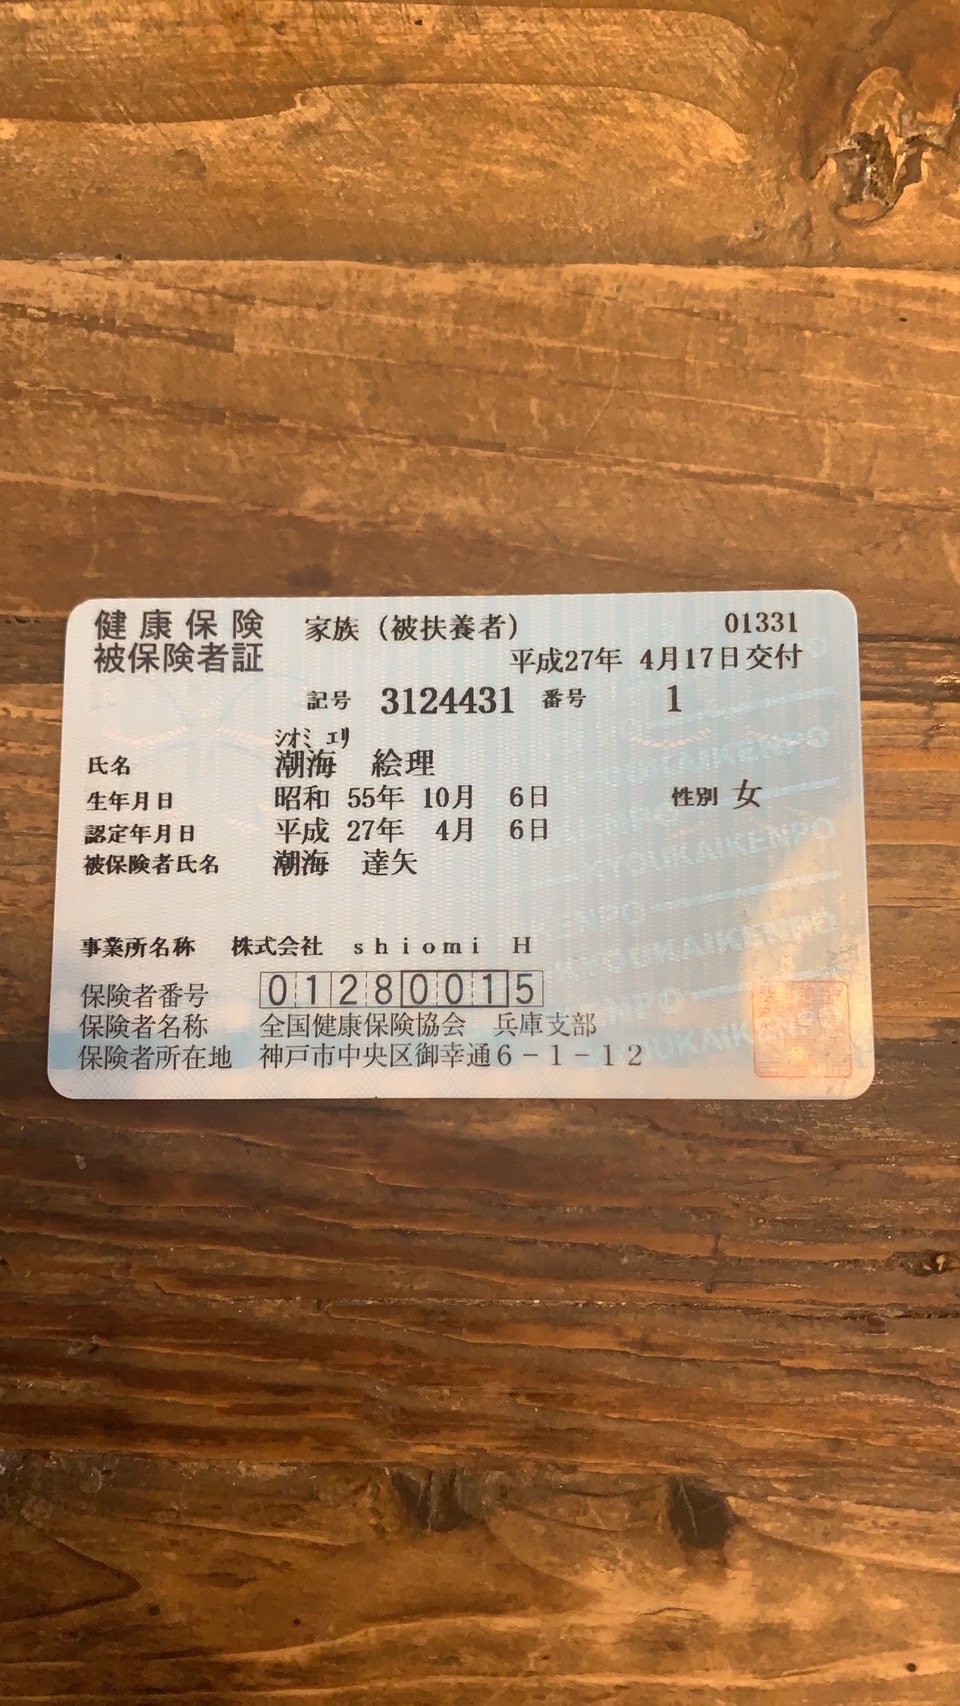 健康保険 家族（被扶養者） 01331
被保険者証 平成27年 4月17日交付
記号 3124431 番号 1
ｼｵﾐ ｴﾘ
氏名 潮海 絵理
生年月日 昭和 55年 10月 6日 性別 女
認定年月日 平成 27年 4月 6日
被保険者氏名 潮海 達矢
事業所名称 株式会社 ｓｈｉｏｍｉ Ｈ
保険者番号 01280015
保険者名称 全国健康保険協会 兵庫支部
保険者所在地 神戸市中央区御幸通６－１－１２
KYOUKAIKENPO